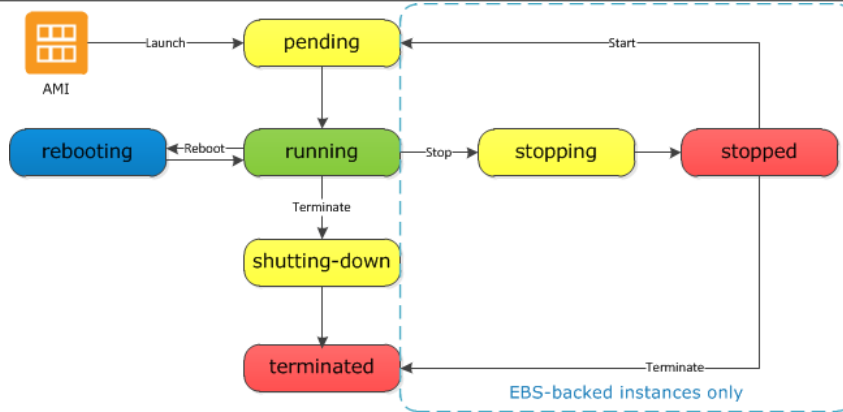 Launch
pending
Start
AMI
rebooting
Reboot
running
Stop
stopping
stopped
Terminate
shutting-down
terminated
Terminate
EBS-backed instances only